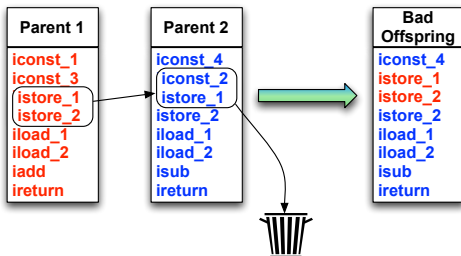 Parent 1
iconst_1
iconst_3
istore_1
istore_2
iload_1
iload_2
iadd
ireturn
Parent 2
iconst_4
iconst_2
istore_1
istore_2
iload_1
iload_2
isub
ireturn
Bad
Offspring
iconst_4
istore_1
istore_2
istore_2
iload_1
iload_2
isub
ireturn